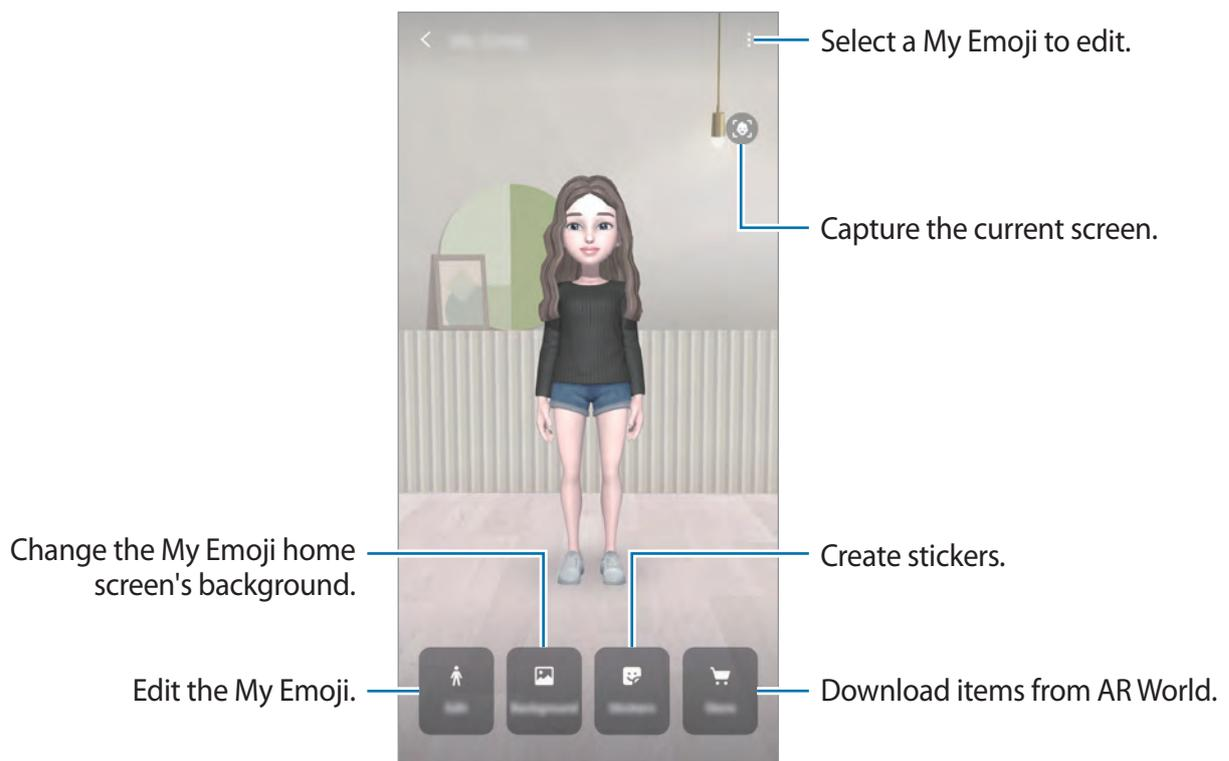 Select a My Emoji to edit.
Capture the current screen.
Change the My Emoji home
screen's background.
Create stickers.
Edit the My Emoji.
Download items from AR World.